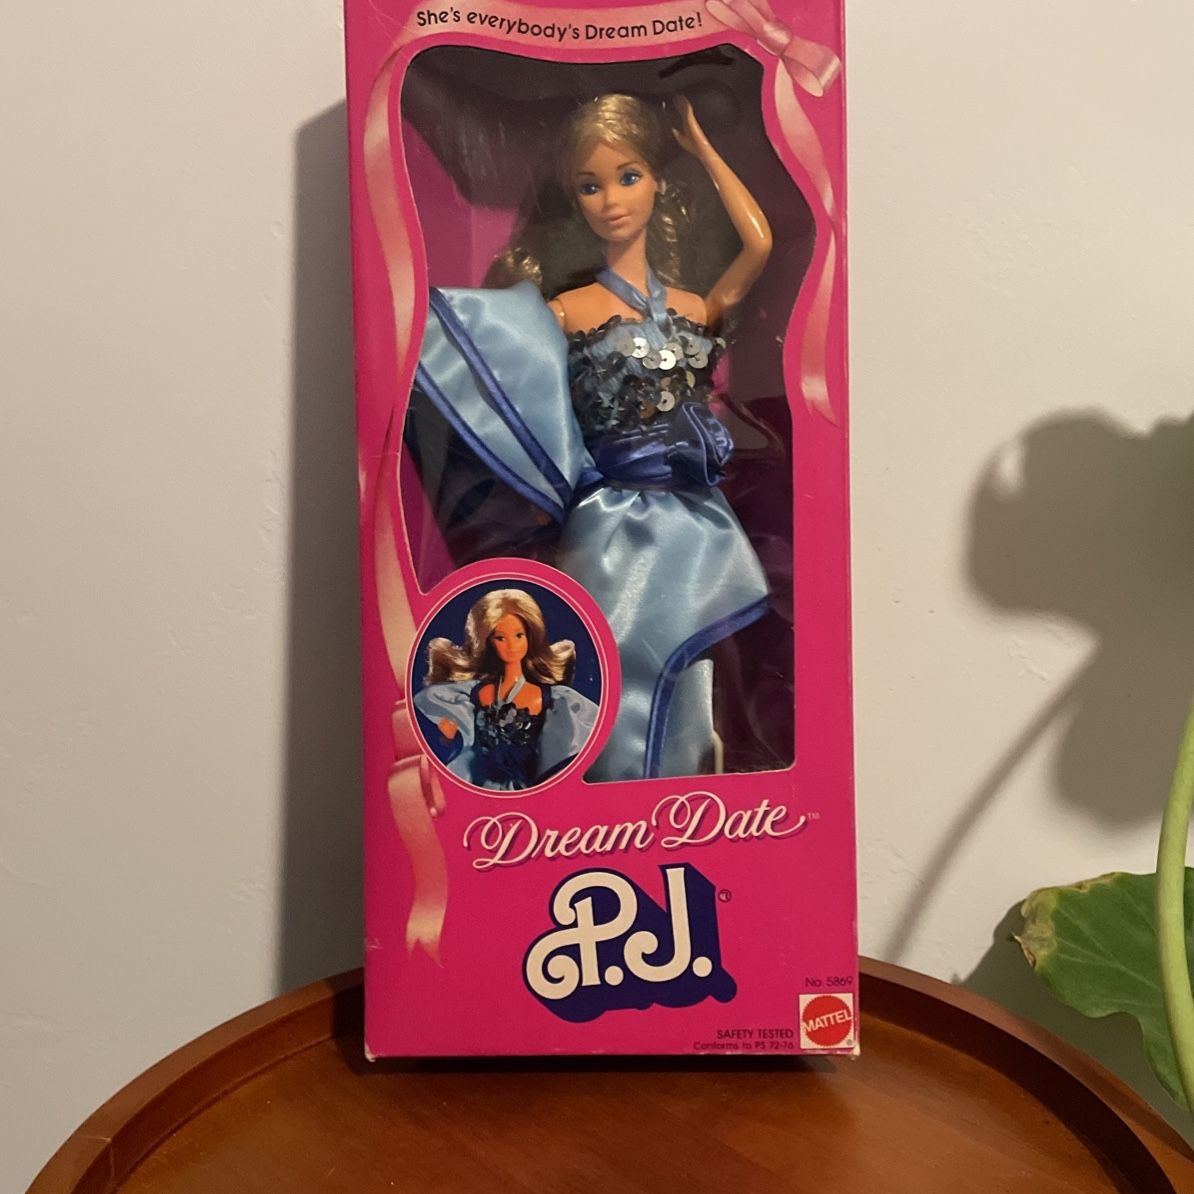 She's everybody's Dream Date!
Dream Date™
P.J.®
No. 5869
MATTEL®
SAFETY TESTED
Conforms to PS 72-76